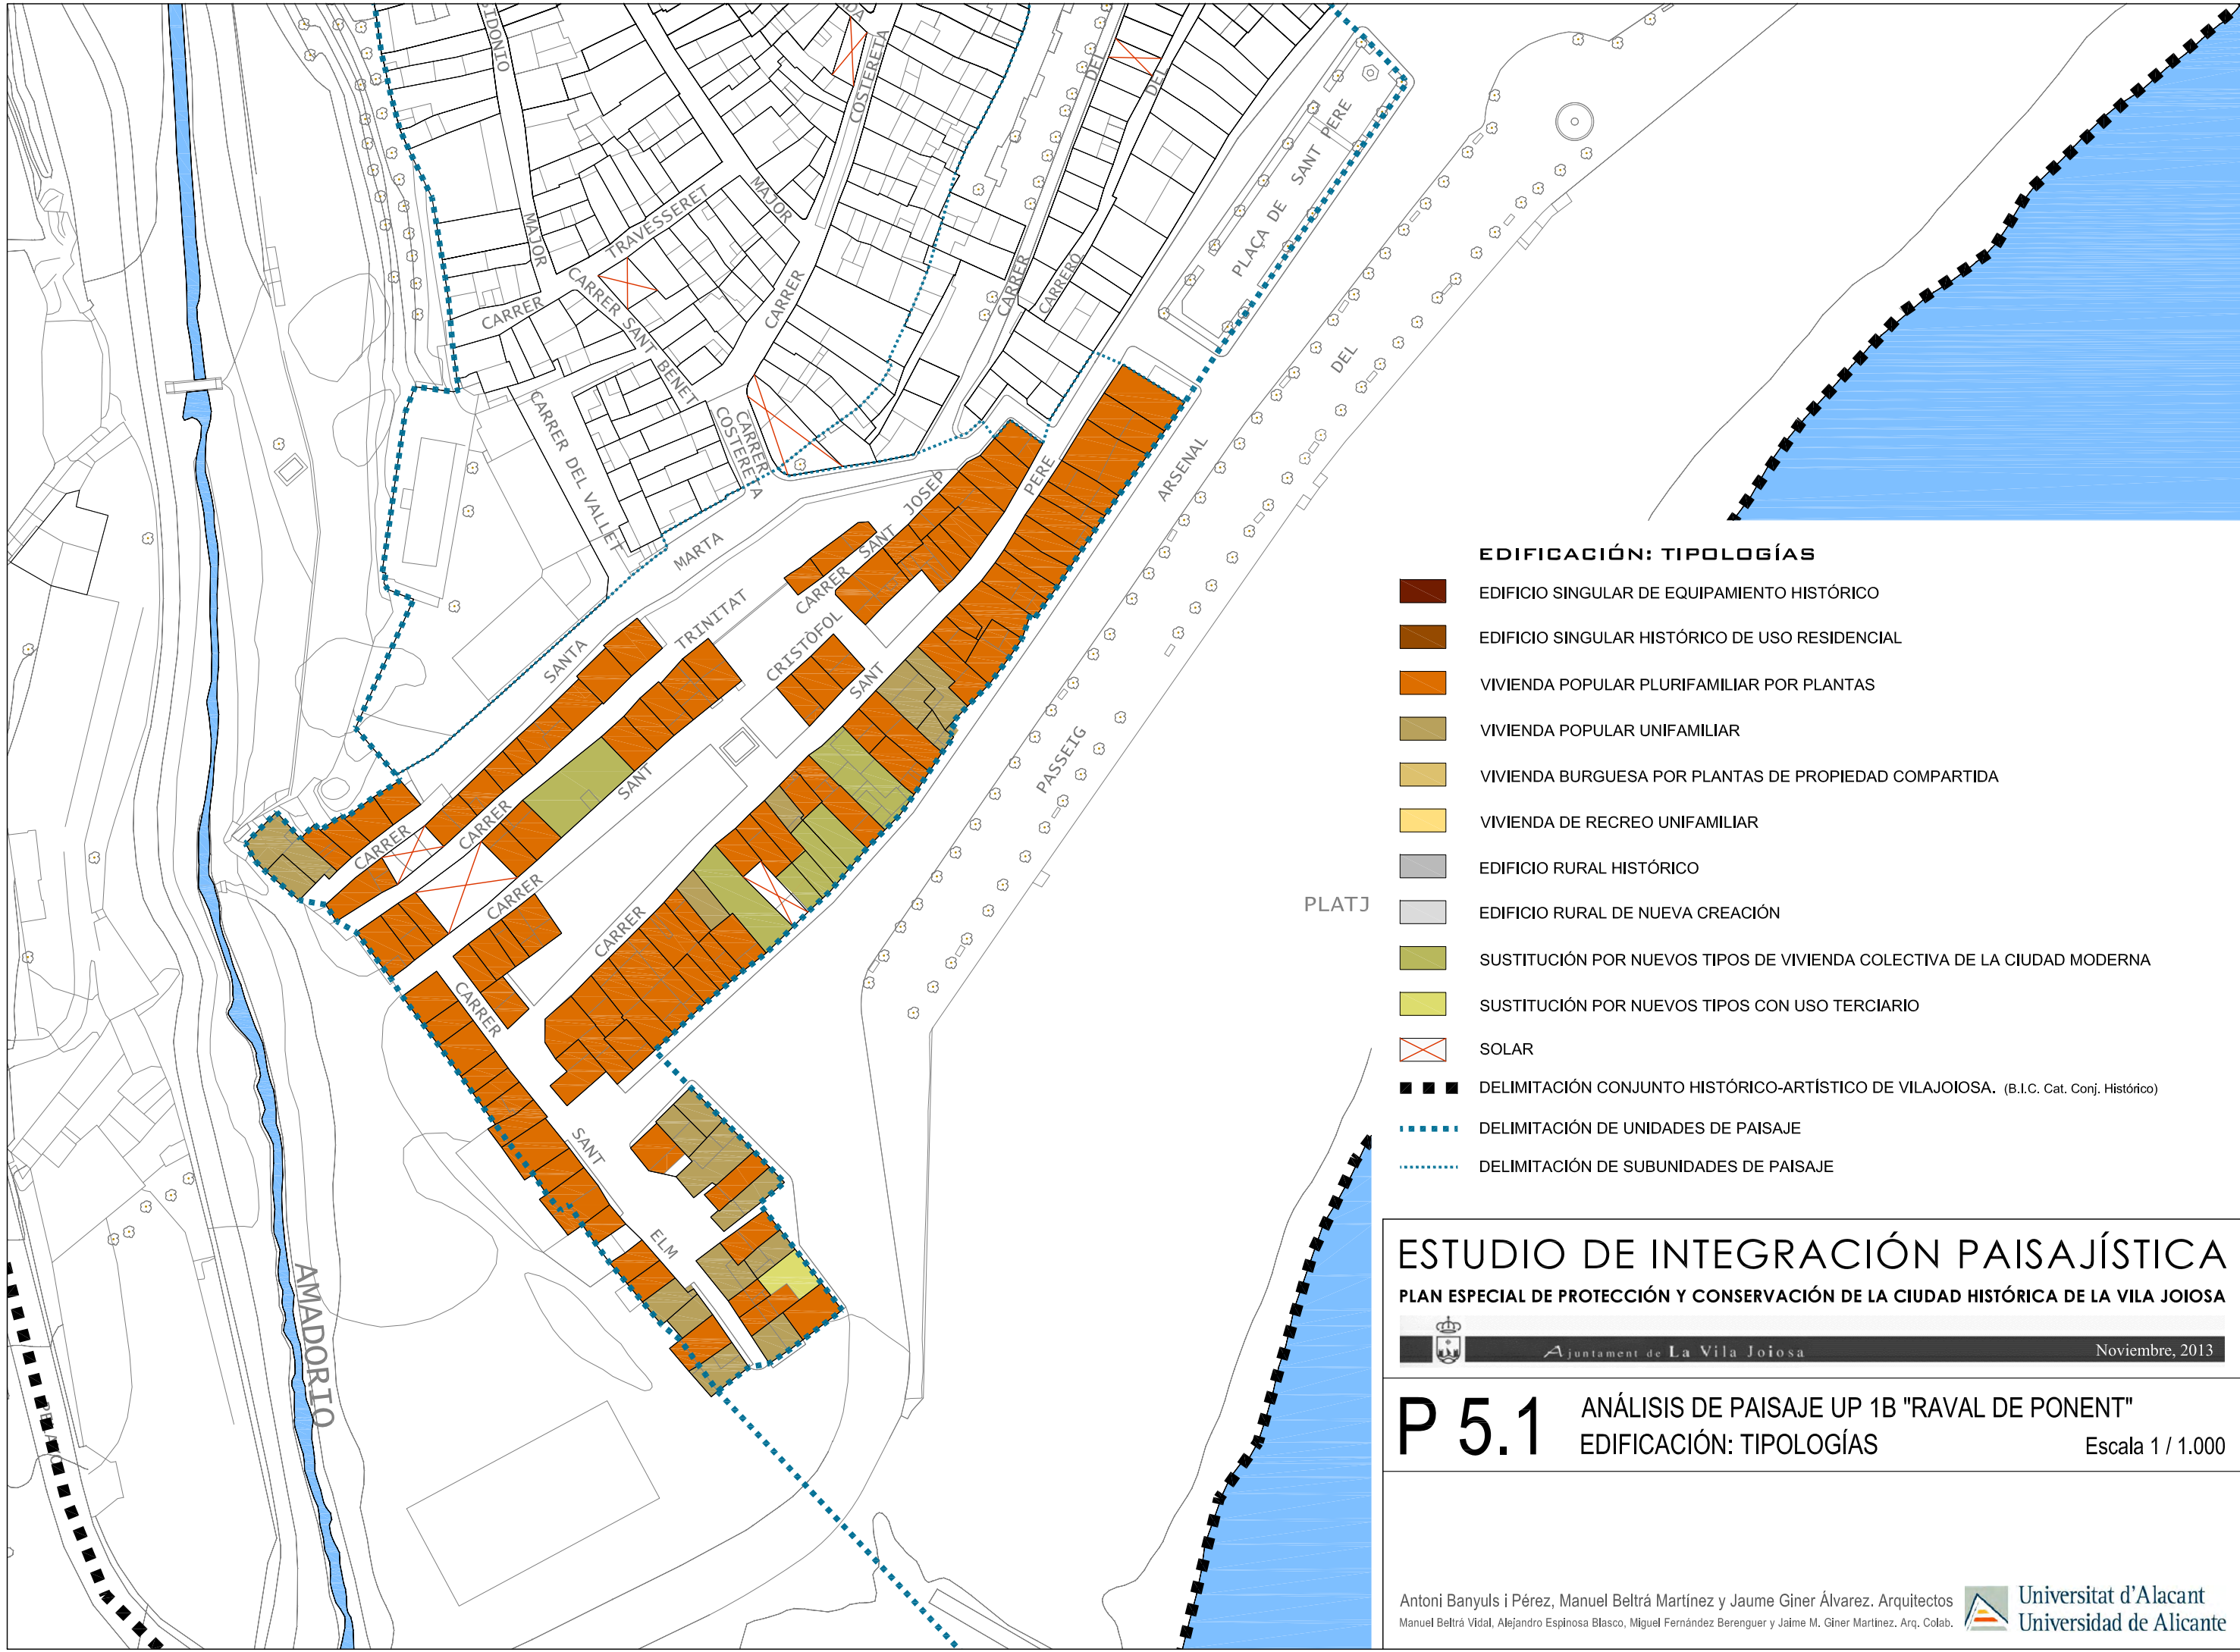 SIDONIO
MAJOR
CARRER
TRAVESSERET
MAJOR
CARRER SANT BENET
CARRER DEL VALLET
COSTERETA
CARRER
CARRER
COSTERETA
DEL
CARRER
DEL
CARRERO
PLAÇA DE SANT PERE
PASSEIG
DEL
ARSENAL
SANTA
MARTA
CARRER
TRINITAT
CARRER
SANT
JOSEP
CARRER
SANT
CRISTÒFOL
CARRER
SANT
PERE
CARRER
SANT
ELM
AMADORIO
PLATJ
EDIFICACIÓN: TIPOLOGÍAS
EDIFICIO SINGULAR DE EQUIPAMIENTO HISTÓRICO
EDIFICIO SINGULAR HISTÓRICO DE USO RESIDENCIAL
VIVIENDA POPULAR PLURIFAMILIAR POR PLANTAS
VIVIENDA POPULAR UNIFAMILIAR
VIVIENDA BURGUESA POR PLANTAS DE PROPIEDAD COMPARTIDA
VIVIENDA DE RECREO UNIFAMILIAR
EDIFICIO RURAL HISTÓRICO
EDIFICIO RURAL DE NUEVA CREACIÓN
SUSTITUCIÓN POR NUEVOS TIPOS DE VIVIENDA COLECTIVA DE LA CIUDAD MODERNA
SUSTITUCIÓN POR NUEVOS TIPOS CON USO TERCIARIO
SOLAR
DELIMITACIÓN CONJUNTO HISTÓRICO-ARTÍSTICO DE VILAJOIOSA. (B.I.C. Cat. Conj. Histórico)
DELIMITACIÓN DE UNIDADES DE PAISAJE
DELIMITACIÓN DE SUBUNIDADES DE PAISAJE
ESTUDIO DE INTEGRACIÓN PAISAJÍSTICA
PLAN ESPECIAL DE PROTECCIÓN Y CONSERVACIÓN DE LA CIUDAD HISTÓRICA DE LA VILA JOIOSA
Ajuntament de La Vila Joiosa
Noviembre, 2013
P 5.1
ANÁLISIS DE PAISAJE UP 1B "RAVAL DE PONENT"
EDIFICACIÓN: TIPOLOGÍAS
Escala 1 / 1.000
Antoni Banyuls i Pérez, Manuel Beltrá Martínez y Jaume Giner Álvarez. Arquitectos
Manuel Beltrá Vidal, Alejandro Espinosa Blasco, Miguel Fernández Berenguer y Jaime M. Giner Martínez. Arq. Colab.
Universitat d'Alacant
Universidad de Alicante